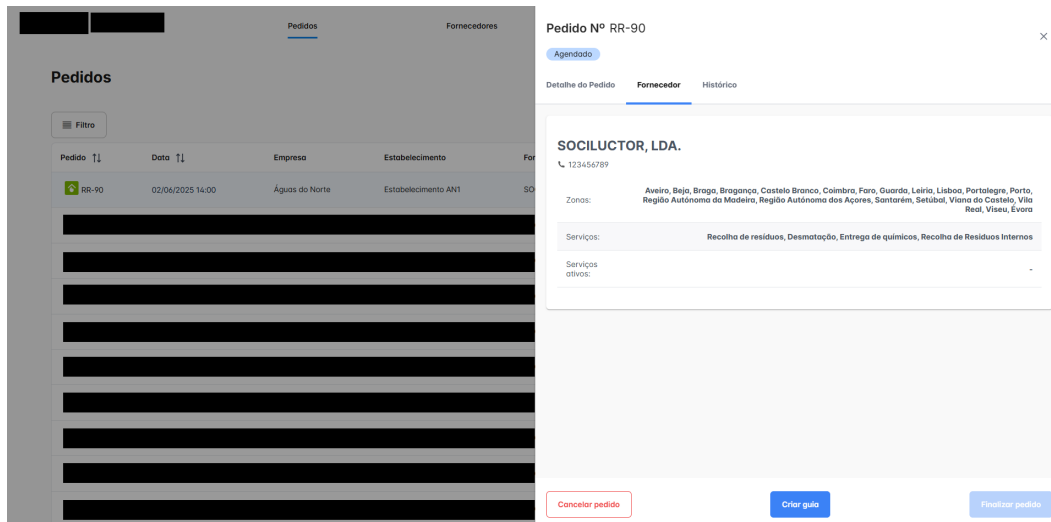 Pedidos
Fornecedores
Pedidos
Filtro
Pedido
Data
Empresa
Estabelecimento
For
RR-90
02/06/2025 14:00
Águas do Norte
Estabelecimento AN1
SO
Pedido Nº RR-90
Agendado
Detalhe do Pedido
Fornecedor
Histórico
SOCILUCTOR, LDA.
123456789
Zonas:
Aveiro, Beja, Braga, Bragança, Castelo Branco, Coimbra, Faro, Guarda, Leiria, Lisboa, Portalegre, Porto,
Região Autónoma da Madeira, Região Autónoma dos Açores, Santarém, Setúbal, Viana do Castelo, Vila
Real, Viseu, Évora
Serviços:
Recolha de resíduos, Desmatação, Entrega de químicos, Recolha de Residuos Internos
Serviços
ativos:
-
Cancelar pedido
Criar guia
Finalizar pedido